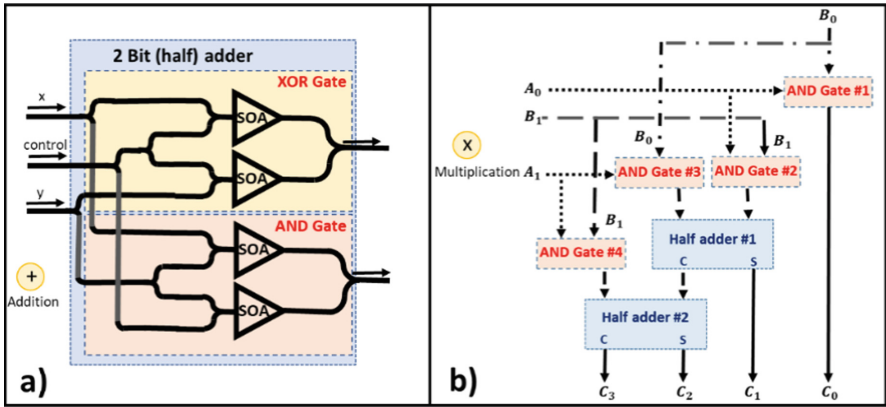 2 Bit (half) adder
XOR Gate
x
SOA
control
SOA
y
AND Gate
SOA
+
Addition
SOA
a)
B₀
A₀
AND Gate #1
B₁
B₀
B₁
X
Multiplication
A₁
AND Gate #3
AND Gate #2
B₁
Half adder #1
AND Gate #4
C
S
Half adder #2
C
S
b)
C₃
C₂
C₁
C₀